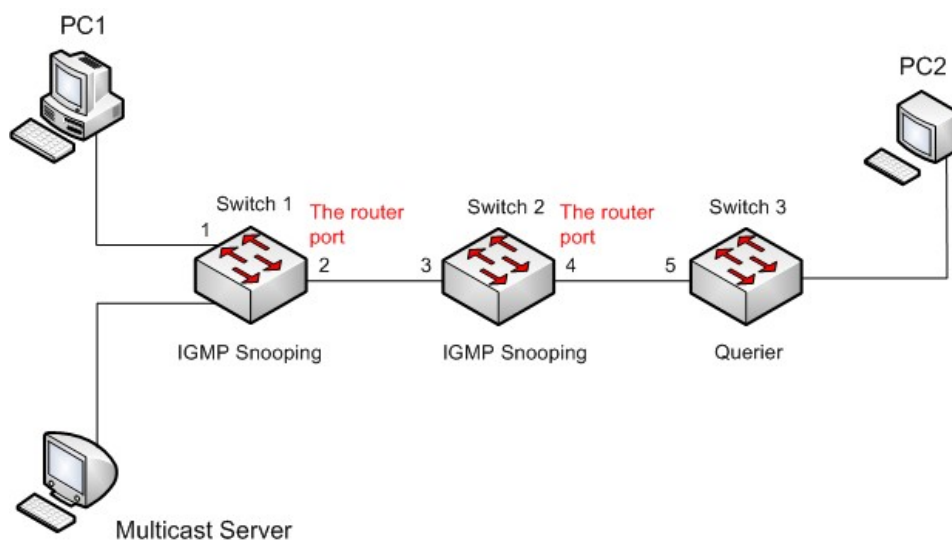 PC1
PC2
Switch 1
The router
port
Switch 2
The router
port
Switch 3
1
2
3
4
5
IGMP Snooping
IGMP Snooping
Querier
Multicast Server